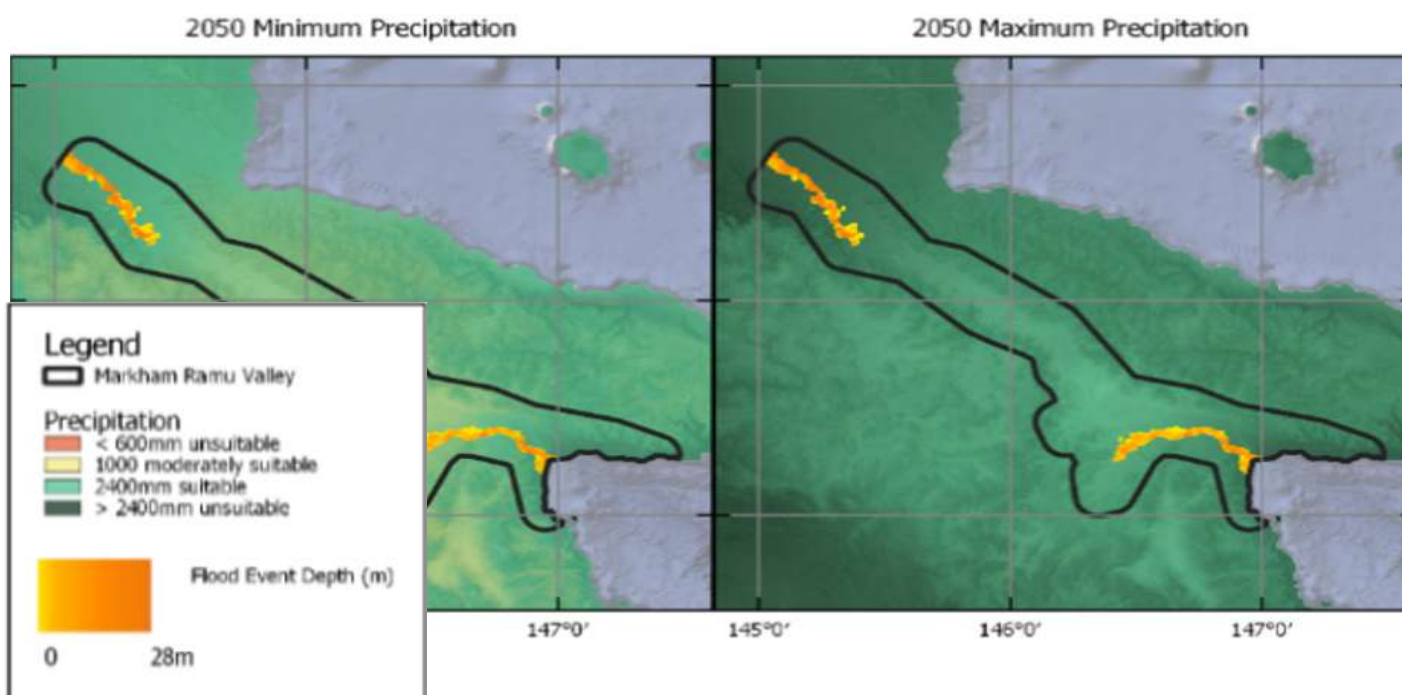 2050 Minimum Precipitation
2050 Maximum Precipitation
Legend
Markham Ramu Valley
Precipitation
< 600mm unsuitable
1000 moderately suitable
2400mm suitable
> 2400mm unsuitable
Flood Event Depth (m)
0 28m
147°0' 145°0' 146°0' 147°0'